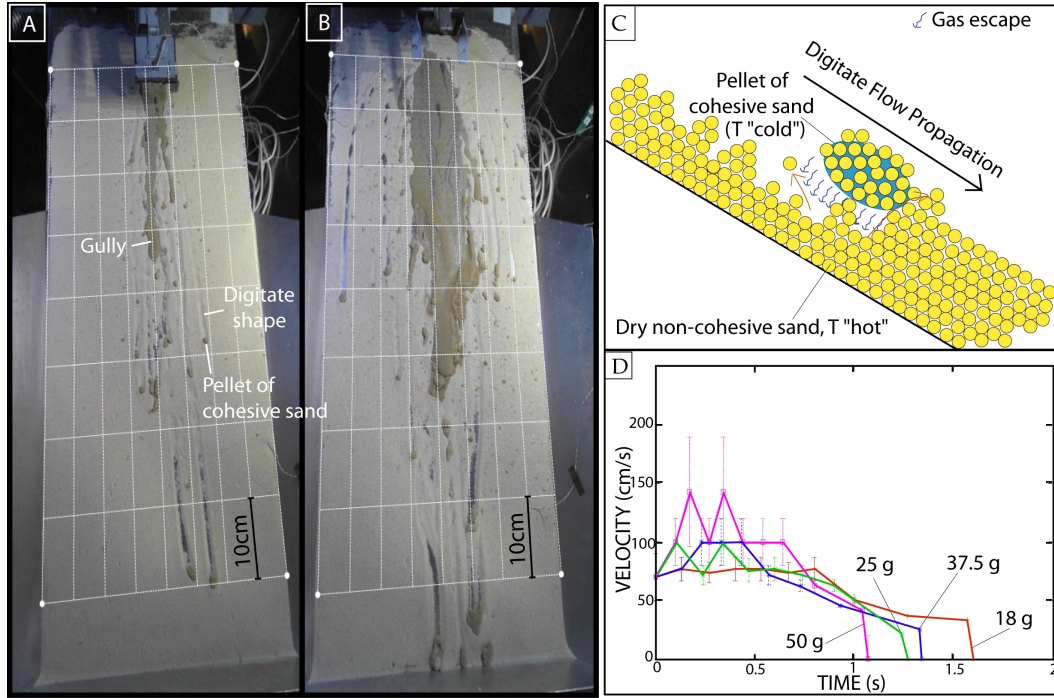 A
Gully
Digitate
shape
Pellet of
cohesive sand
10cm
B
10cm
C
Gas escape
Digitate Flow Propagation
Pellet of
cohesive sand
(T "cold")
Dry non-cohesive sand, T "hot"
D
VELOCITY (cm/s)
200
150
100
50
0
0
0.5
1
1.5
2
TIME (s)
25 g
37.5 g
50 g
18 g